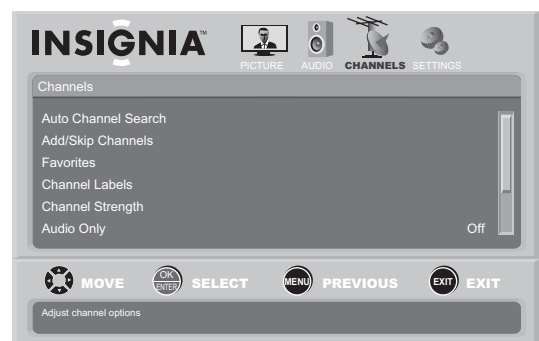 INSIGNIA™
PICTURE AUDIO CHANNELS SETTINGS
Channels
Auto Channel Search
Add/Skip Channels
Favorites
Channel Labels
Channel Strength
Audio Only Off
MOVE OK ENTER SELECT MENU PREVIOUS EXIT EXIT
Adjust channel options